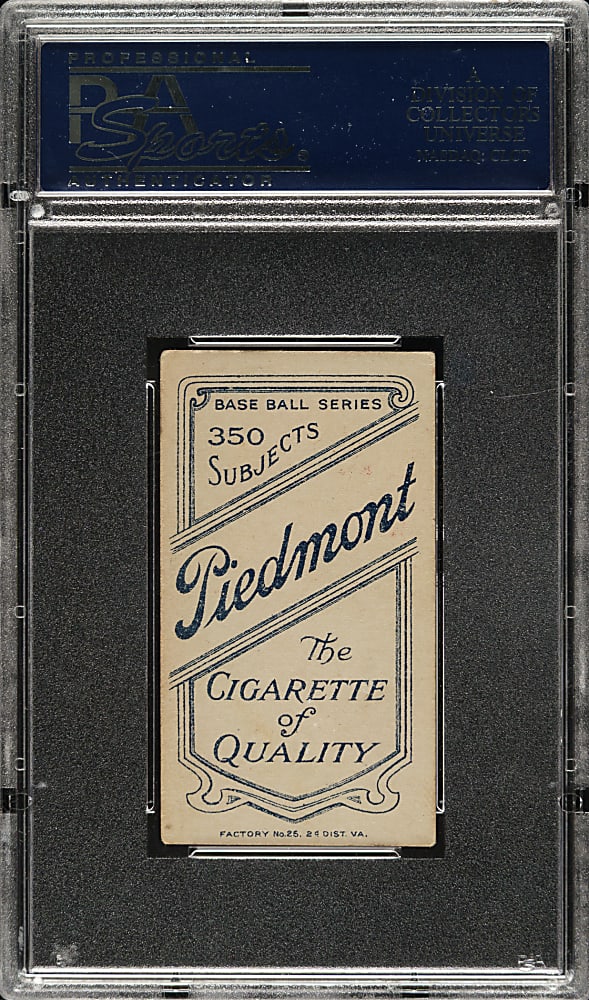 PROFESSIONAL
PSA
Sports
AUTHENTICATOR
A
DIVISION OF
COLLECTORS
UNIVERSE
NASDAQ: CLCT
BASE BALL SERIES
350
SUBJECTS
Piedmont
The
CIGARETTE
of
QUALITY
FACTORY No.25, 2d DIST. VA.
PSA